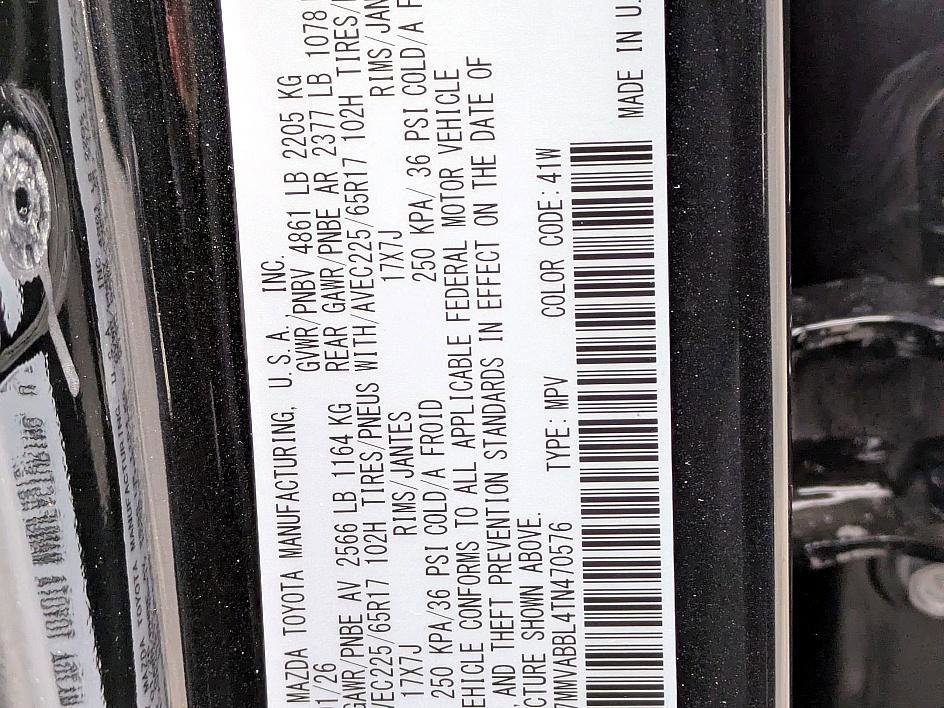 MAZDA TOYOTA MANUFACTURING, U.S.A. INC.
1/26 GVWR/PNBV 4861 LB 2205 KG
GAWR/PNBE AV 2566 LB 1164 KG REAR GAWR/PNBE AR 2377 LB 1078
/EC225/65R17 102H TIRES/PNEUS WITH/AVEC225/65R17 102H TIRES/
17X7J RIMS/JANTES 17X7J RIMS/JAN
250 KPA/36 PSI COLD/A FROID 250 KPA/ 36 PSI COLD/A F
EHICLE CONFORMS TO ALL APPLICABLE FEDERAL MOTOR VEHICLE
AND THEFT PREVENTION STANDARDS IN EFFECT ON THE DATE OF
CTURE SHOWN ABOVE.
7MMVABBL4TN470576 TYPE: MPV COLOR CODE: 41W
MADE IN U.